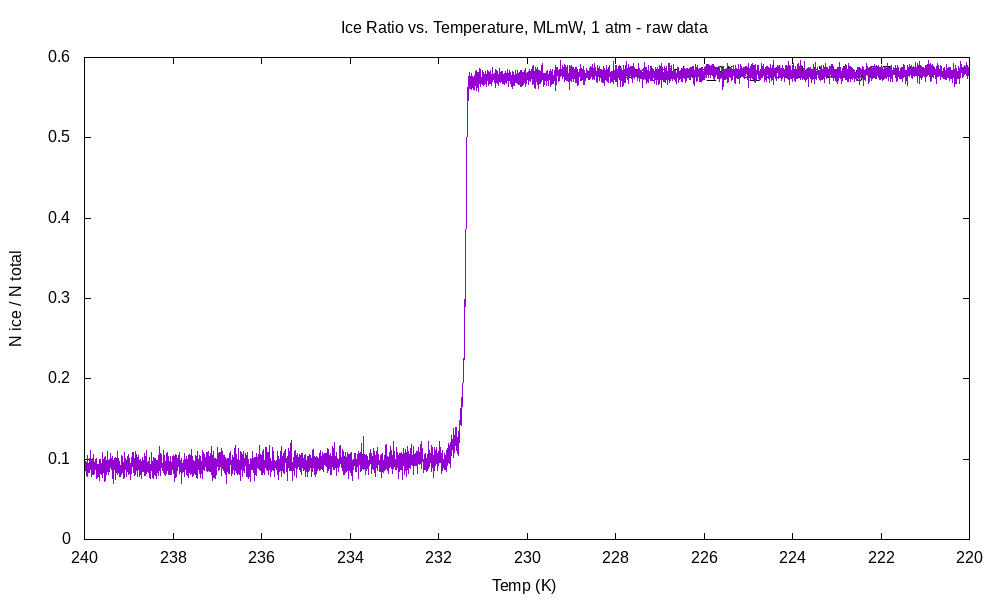 Ice Ratio vs. Temperature, MLmW, 1 atm - raw data
0.6
0.5
0.4
0.3
0.2
0.1
0
N ice / N total
240 238 236 234 232 230 228 226 224 222 220
Temp (K)